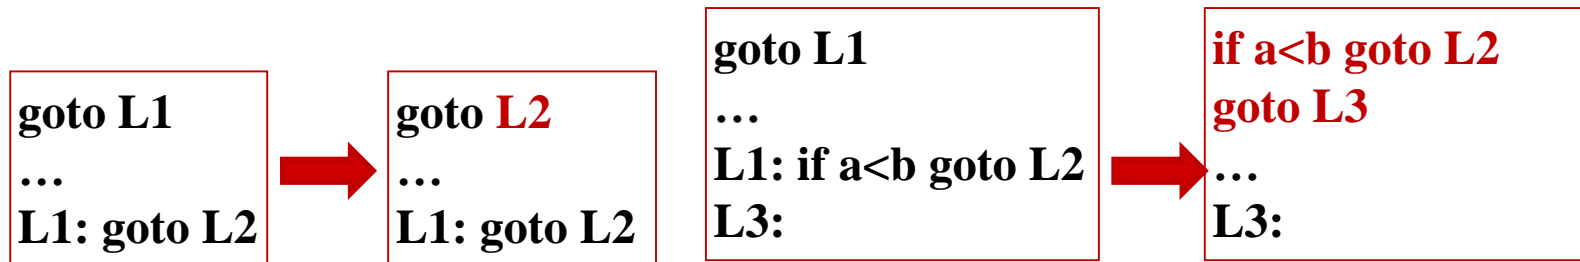 goto L1
…
L1: goto L2
goto L2
…
L1: goto L2
goto L1
…
L1: if a<b goto L2
L3:
if a<b goto L2
goto L3
…
L3: